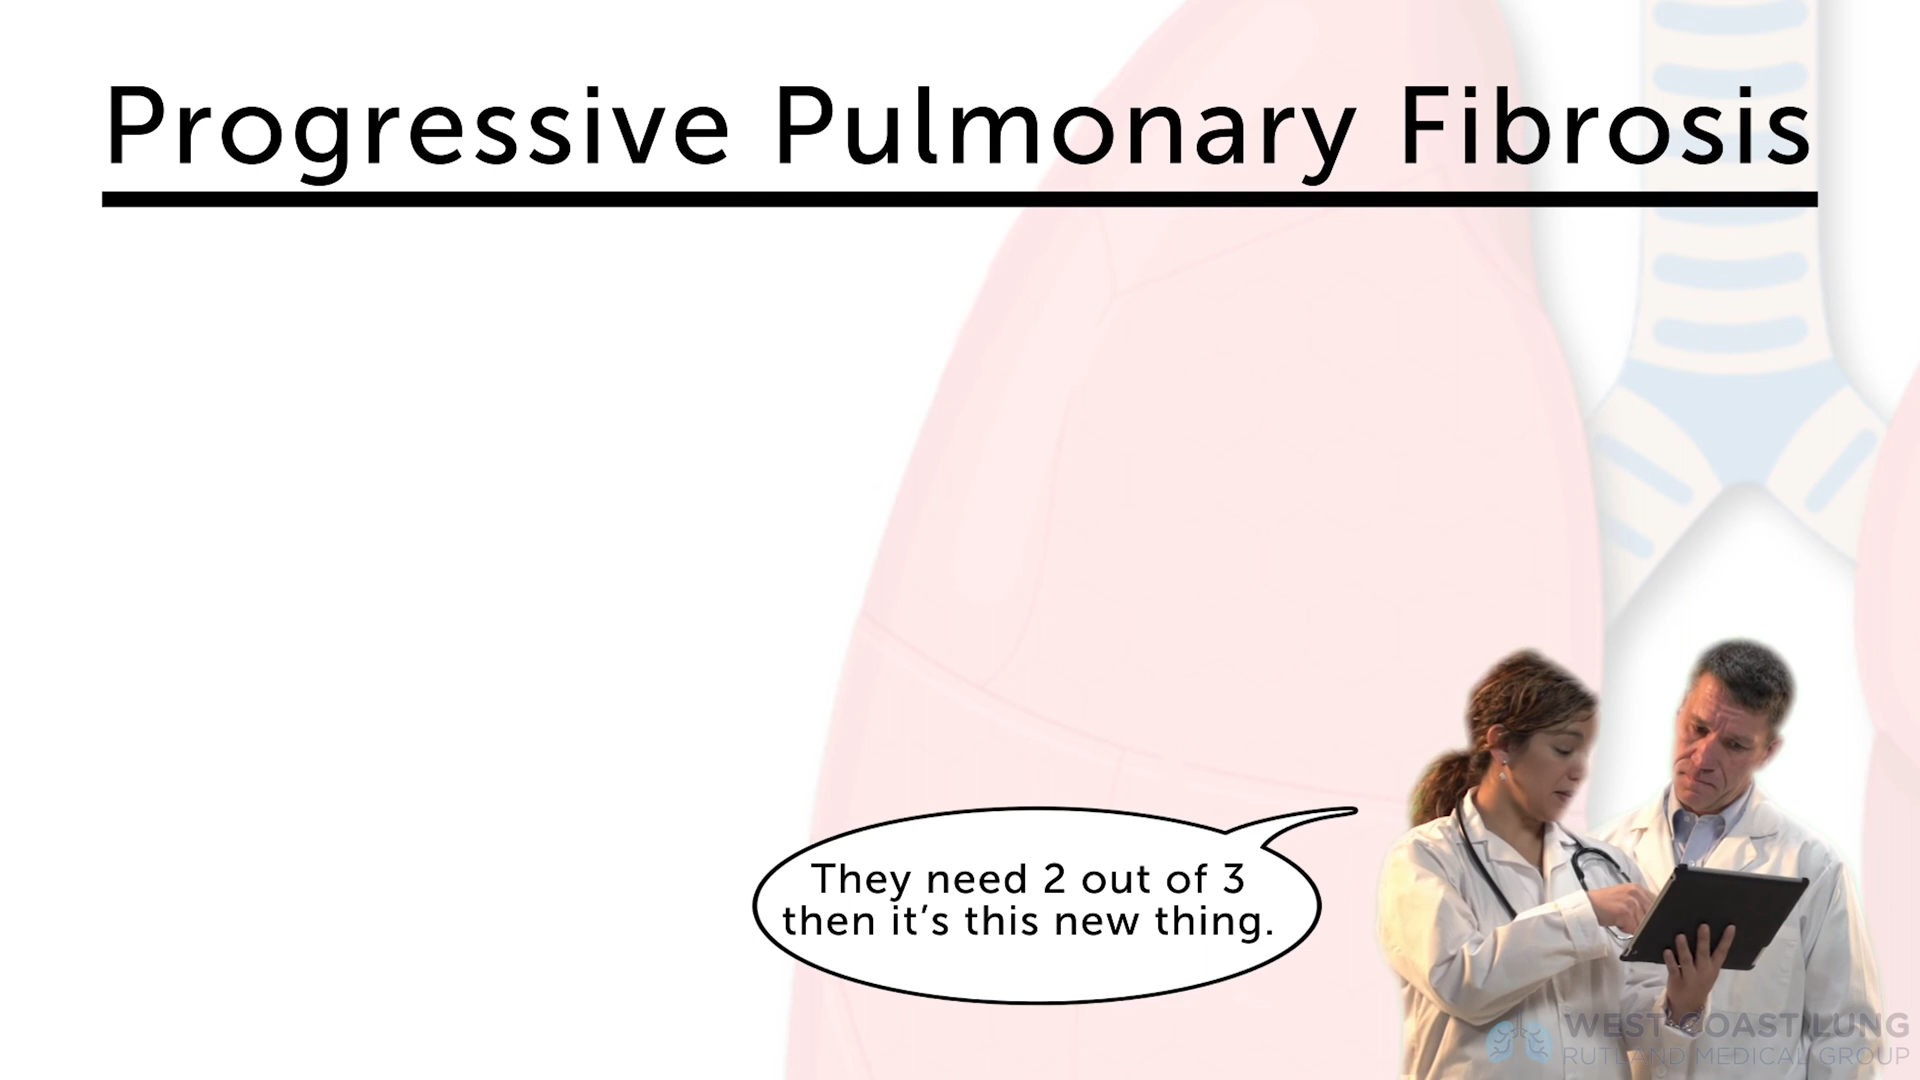 Progressive Pulmonary Fibrosis
They need 2 out of 3
then it’s this new thing.
WEST COAST LUNG
RUTLAND MEDICAL GROUP